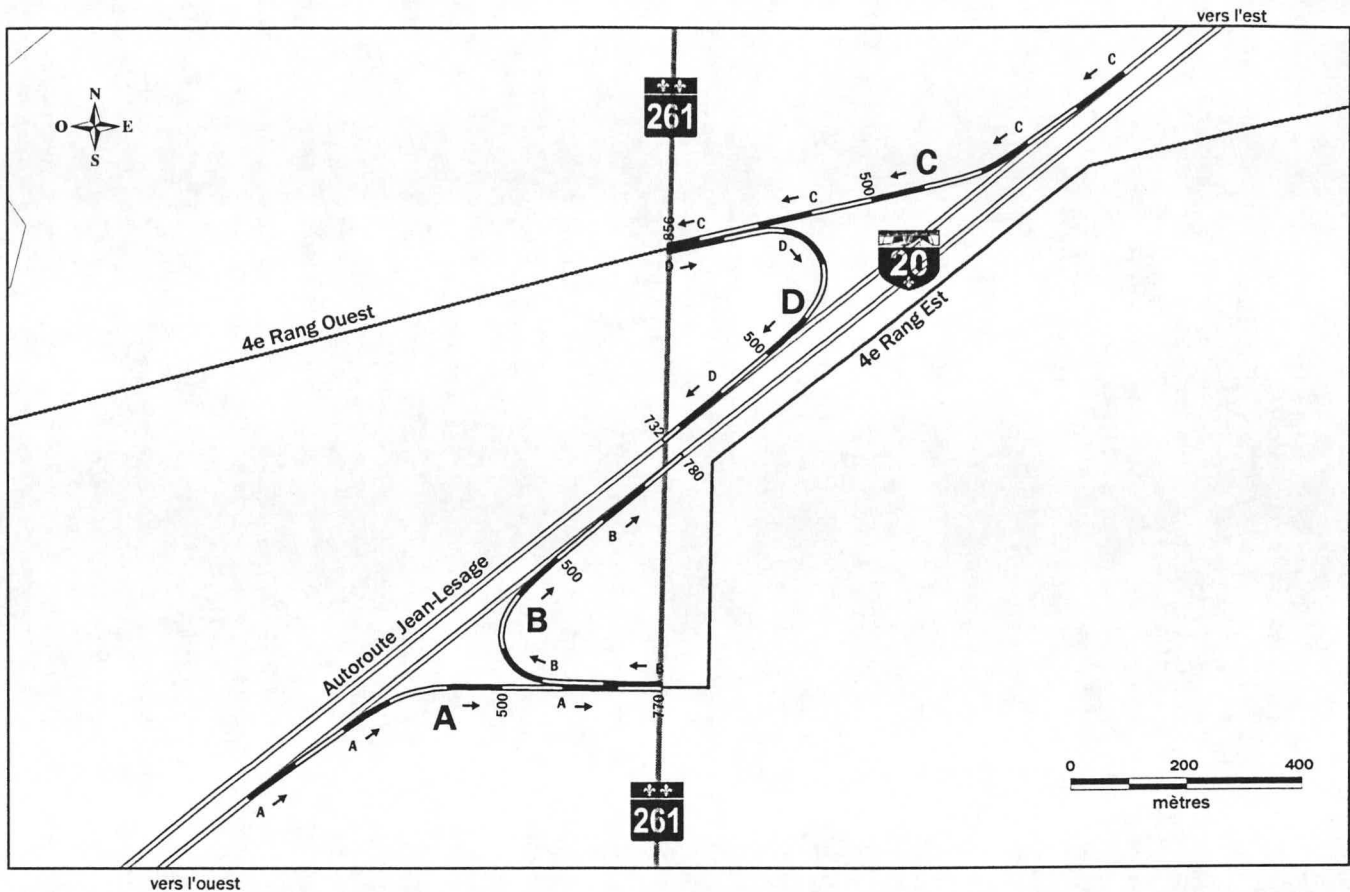 vers l'est
N
O E
S
261
C
C
C
500
C
C
856
C
D
D
20
D
500
D
4e Rang Ouest
4e Rang Est
D
732
780
B
500
B
B
B
B
Autoroute Jean-Lesage
A
500
A
770
A
A
261
0 200 400
mètres
vers l'ouest